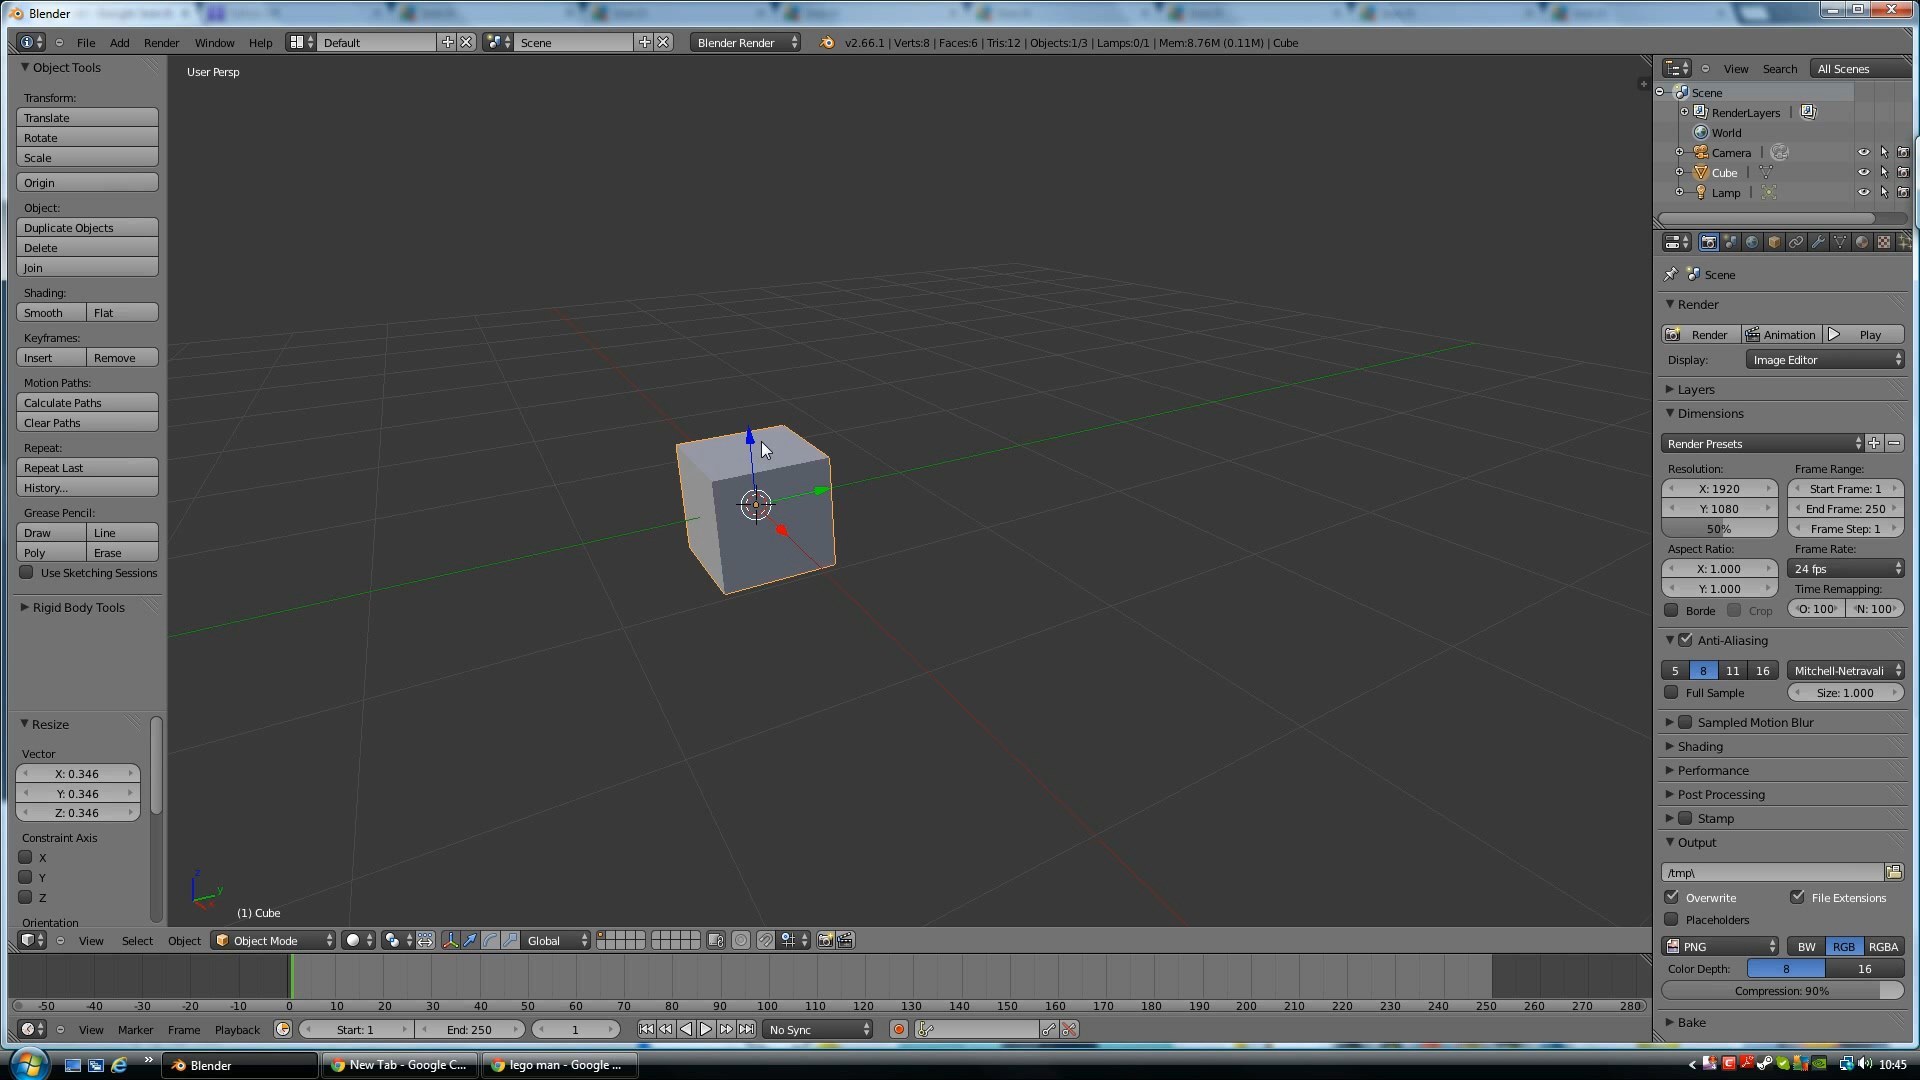 Blender
File Add Render Window Help Default Scene Blender Render v2.66.1 | Verts:8 | Faces:6 | Tris:12 | Objects:1/3 | Lamps:0/1 | Mem:8.76M (0.11M) | Cube
Object Tools
Transform:
Translate
Rotate
Scale
Origin
Object:
Duplicate Objects
Delete
Join
Shading:
Smooth Flat
Keyframes:
Insert Remove
Motion Paths:
Calculate Paths
Clear Paths
Repeat:
Repeat Last
History...
Grease Pencil:
Draw Line
Poly Erase
Use Sketching Sessions
Rigid Body Tools
Resize
Vector
X: 0.346
Y: 0.346
Z: 0.346
Constraint Axis
X
Y
Z
Orientation
User Persp
z
y
x
(1) Cube
View Select Object Object Mode Global
View Search All Scenes
Scene
RenderLayers |
World
Camera |
Cube |
Lamp |
Scene
Render
Render Animation Play
Display: Image Editor
Layers
Dimensions
Render Presets
Resolution: Frame Range:
X: 1920 Start Frame: 1
Y: 1080 End Frame: 250
50% Frame Step: 1
Aspect Ratio: Frame Rate:
X: 1.000 24 fps
Y: 1.000 Time Remapping:
Borde Crop O: 100 N: 100
Anti-Aliasing
5 8 11 16 Mitchell-Netravali
Full Sample Size: 1.000
Sampled Motion Blur
Shading
Performance
Post Processing
Stamp
Output
/tmp\
Overwrite File Extensions
Placeholders
PNG BW RGB RGBA
Color Depth: 8 16
Compression: 90%
Bake
-50 -40 -30 -20 -10 0 10 20 30 40 50 60 70 80 90 100 110 120 130 140 150 160 170 180 190 200 210 220 230 240 250 260 270 280
View Marker Frame Playback Start: 1 End: 250 1 No Sync
Blender New Tab - Google C... lego man - Google ... 10:45